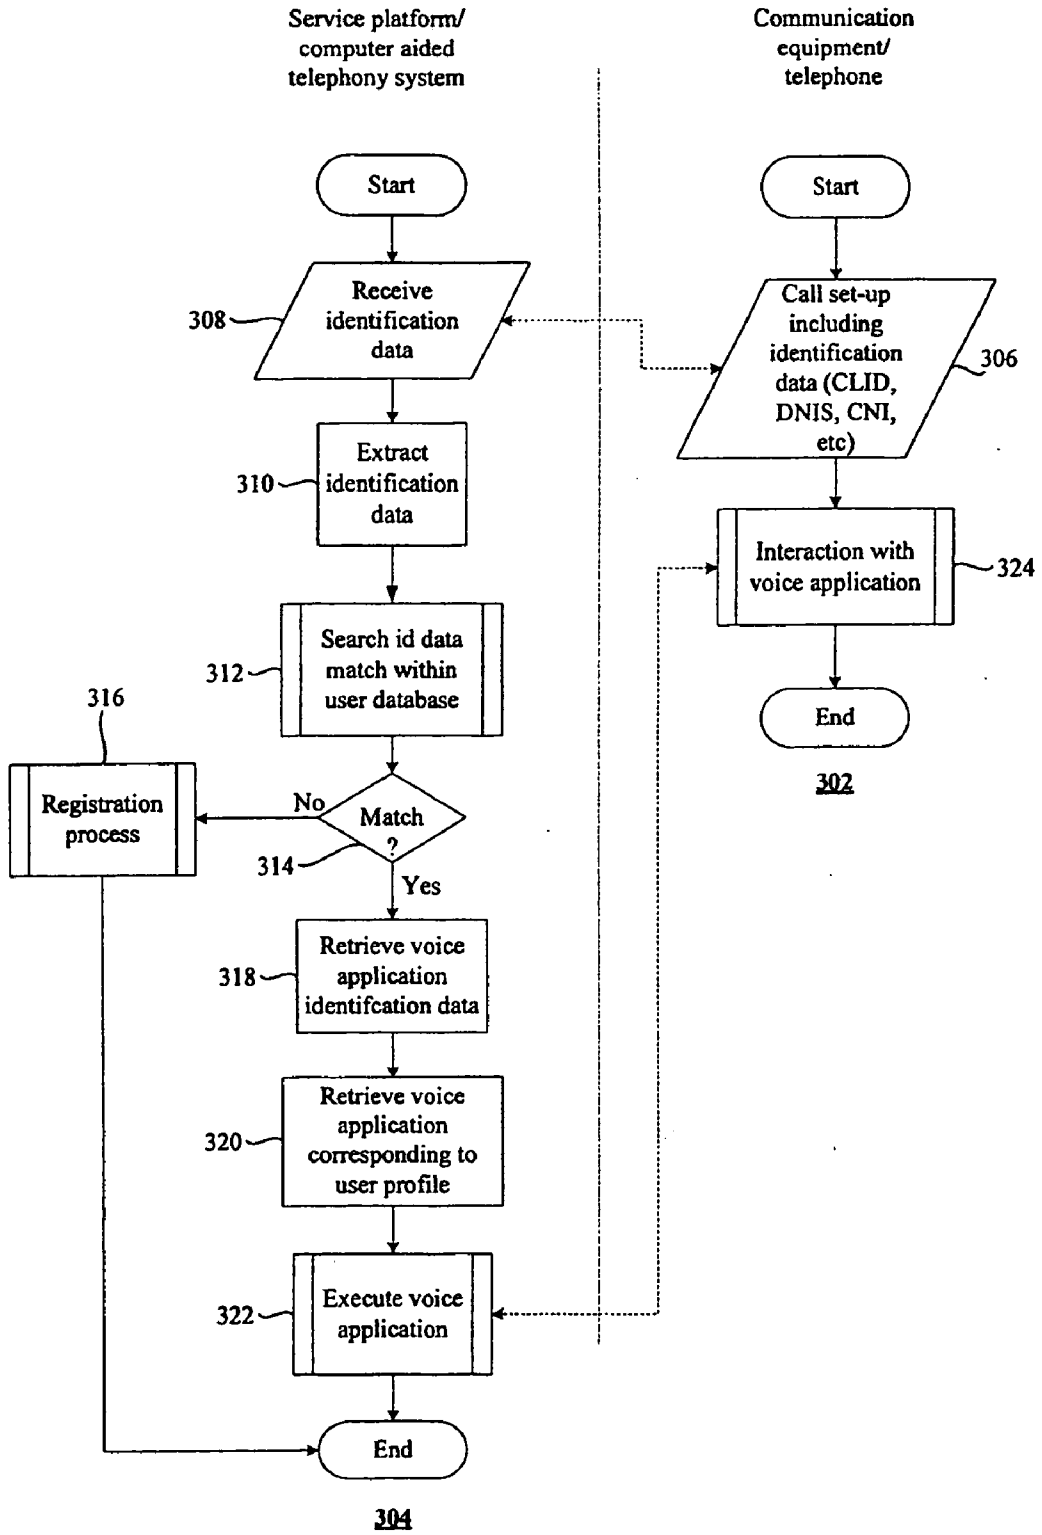 Service platform/
computer aided
telephony system
Communication
equipment/
telephone
Start
Start
Receive
identification
data
308
Call set-up
including
identification
data (CLID,
DNIS, CNI,
etc)
306
Extract
identification
data
310
Interaction with
voice application
324
Search id data
match within
user database
312
End
302
316
Registration
process
No
Match
?
314
Yes
Retrieve voice
application
identifcation data
318
Retrieve voice
application
corresponding to
user profile
320
Execute voice
application
322
End
304